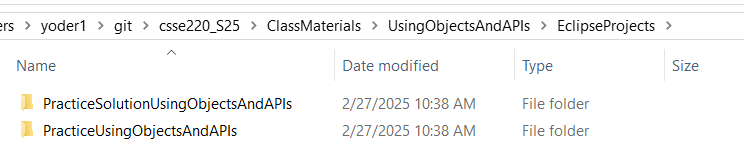 ers > yoder1 > git > csse220_S25 > ClassMaterials > UsingObjectsAndAPIs > EclipseProjects >
Name Date modified Type Size
PracticeSolutionUsingObjectsAndAPIs 2/27/2025 10:38 AM File folder
PracticeUsingObjectsAndAPIs 2/27/2025 10:38 AM File folder